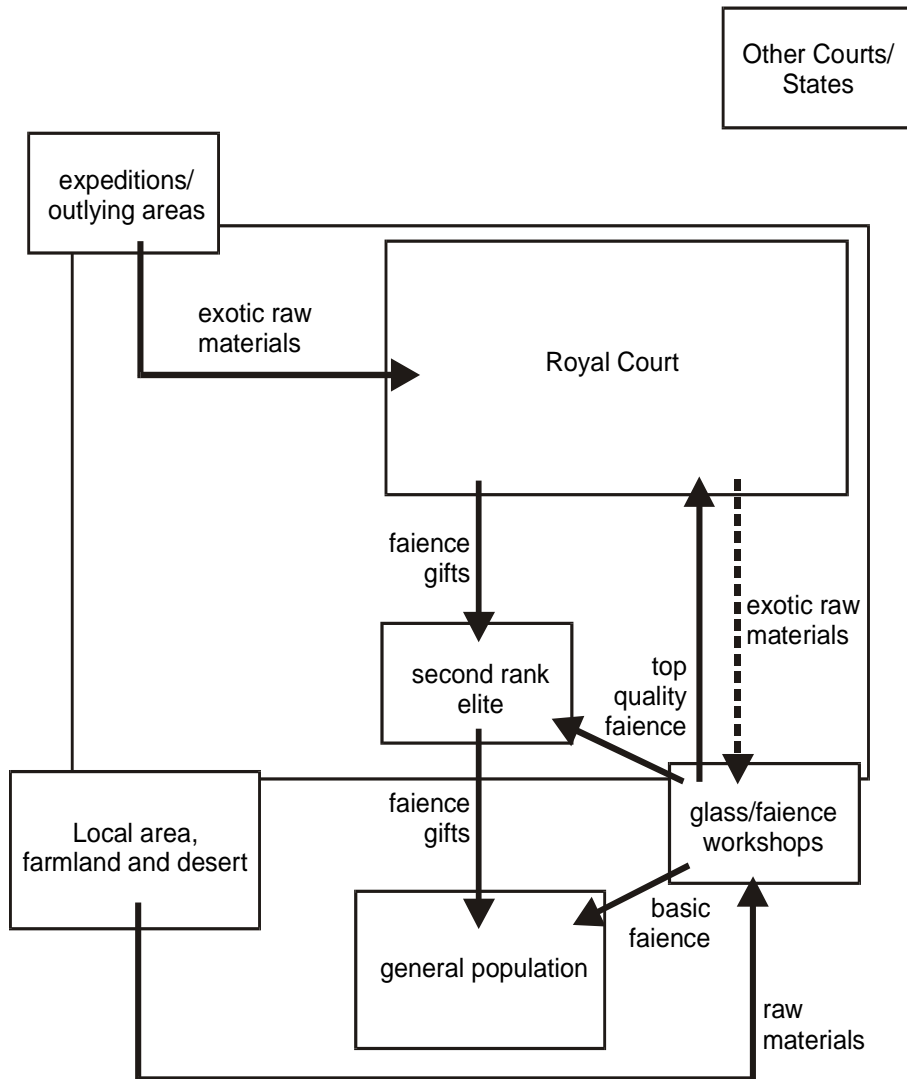 Other Courts/
States
expeditions/
outlying areas
exotic raw
materials
Royal Court
faience
gifts
exotic raw
materials
second rank
elite
top
quality
faience
faience
gifts
Local area,
farmland and desert
glass/faience
workshops
basic
faience
general population
raw
materials